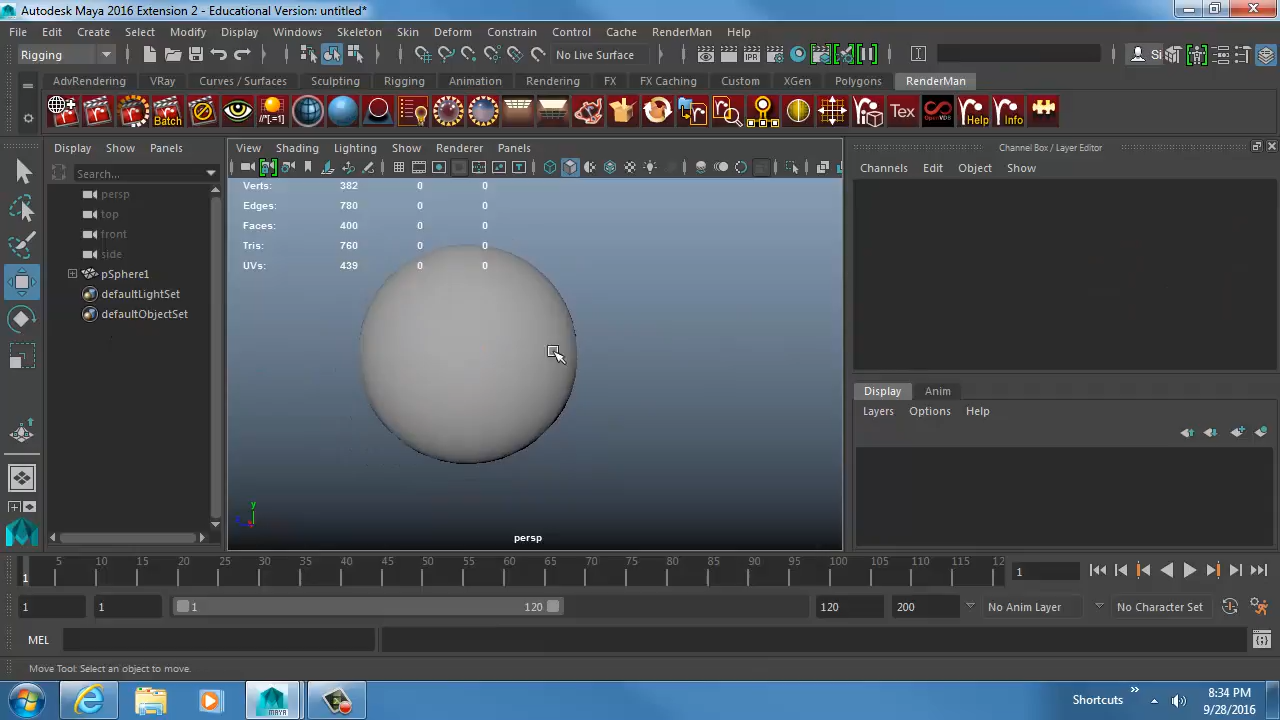 Autodesk Maya 2016 Extension 2 - Educational Version: untitled*
File Edit Create Select Modify Display Windows Skeleton Skin Deform Constrain Control Cache RenderMan Help
Rigging No Live Surface Si
AdvRendering VRay Curves / Surfaces Sculpting Rigging Animation Rendering FX FX Caching Custom XGen Polygons RenderMan
Batch //*[..=1] Tex OpenVDB Help Info
Display Show Panels View Shading Lighting Show Renderer Panels Channel Box / Layer Editor
Search... Channels Edit Object Show
persp
top
front
side
pSphere1
defaultLightSet
defaultObjectSet
Verts: 382 0 0
Edges: 780 0 0
Faces: 400 0 0
Tris: 760 0 0
UVs: 439 0 0
y
persp
Display Anim
Layers Options Help
1 5 10 15 20 25 30 35 40 45 50 55 60 65 70 75 80 85 90 95 100 105 110 115 12 1
1 1 1 120 120 200 No Anim Layer No Character Set
MEL
Move Tool: Select an object to move.
MAYA Shortcuts 8:34 PM
9/28/2016